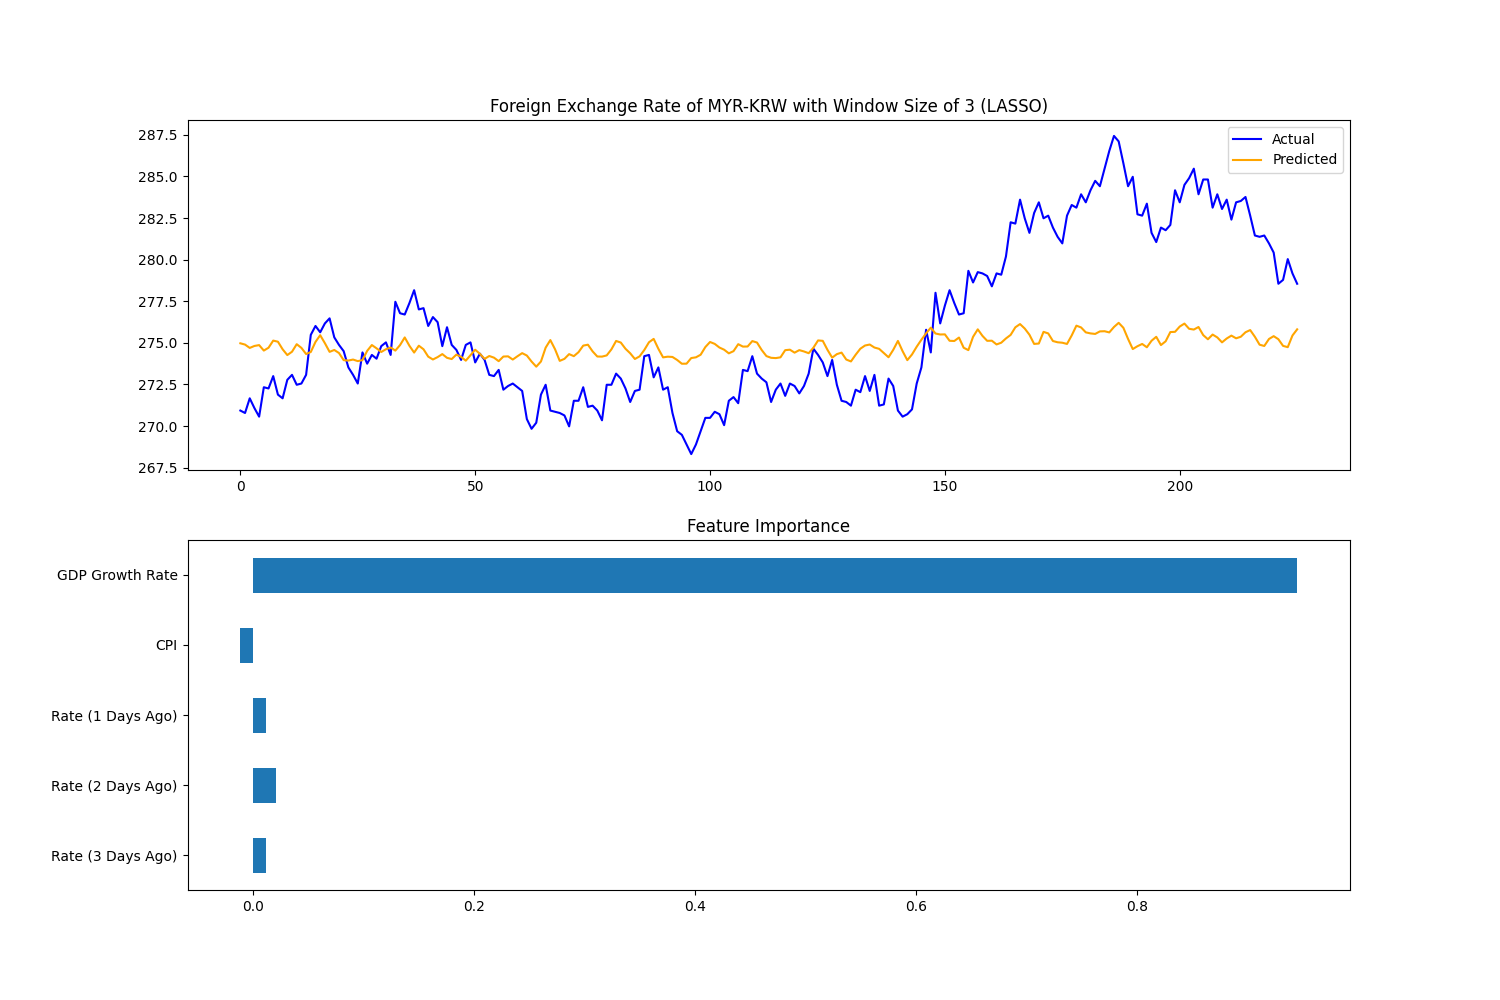 Foreign Exchange Rate of MYR-KRW with Window Size of 3 (LASSO)
287.5
285.0
282.5
280.0
277.5
275.0
272.5
270.0
267.5
Actual
Predicted
0 50 100 150 200
Feature Importance
GDP Growth Rate
CPI
Rate (1 Days Ago)
Rate (2 Days Ago)
Rate (3 Days Ago)
0.0 0.2 0.4 0.6 0.8